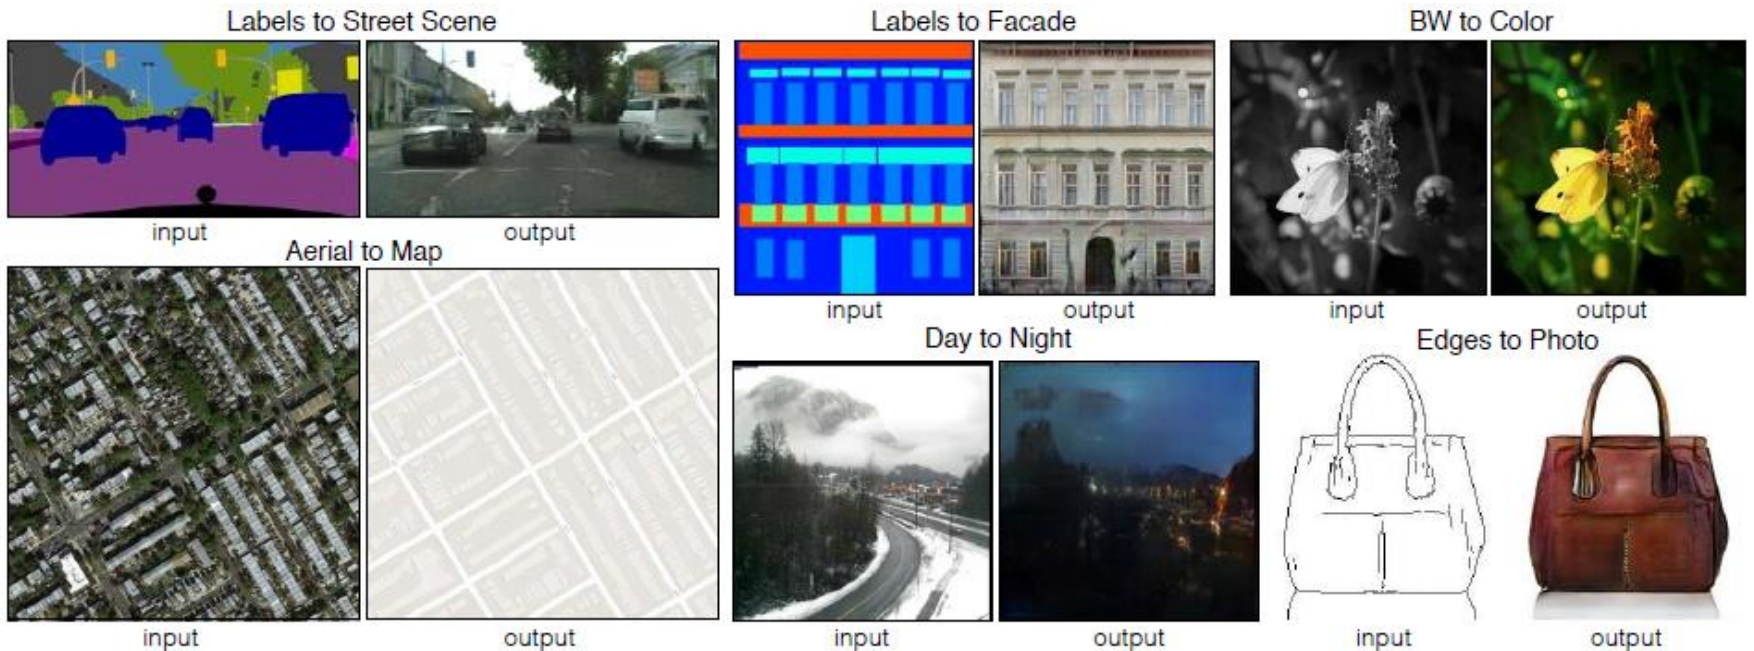 Labels to Street Scene
input
output
Aerial to Map
input
output
Labels to Facade
input
output
BW to Color
input
output
Day to Night
input
output
Edges to Photo
input
output